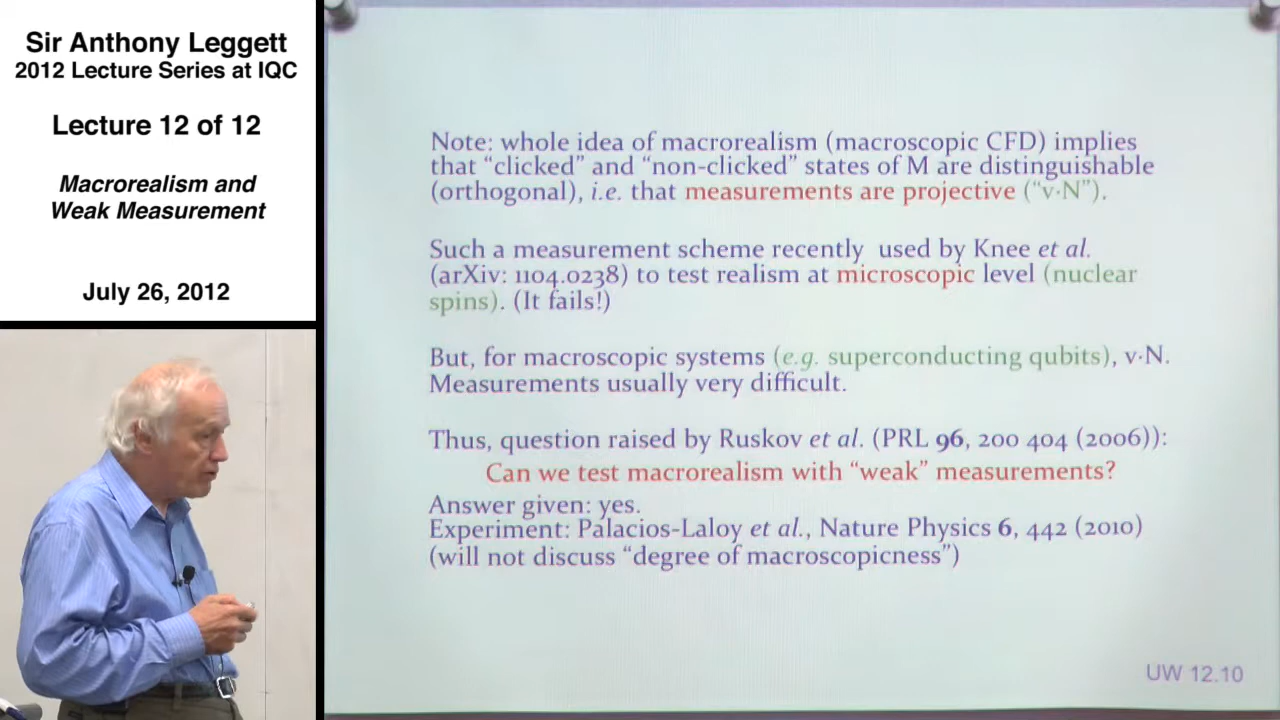 Sir Anthony Leggett
2012 Lecture Series at IQC
Lecture 12 of 12
Macrorealism and
Weak Measurement
July 26, 2012
Note: whole idea of macrorealism (macroscopic CFD) implies
that “clicked” and “non-clicked” states of M are distinguishable
(orthogonal), i.e. that measurements are projective (“v·N”).
Such a measurement scheme recently used by Knee et al.
(arXiv: 1104.0238) to test realism at microscopic level (nuclear
spins). (It fails!)
But, for macroscopic systems (e.g. superconducting qubits), v·N.
Measurements usually very difficult.
Thus, question raised by Ruskov et al. (PRL 96, 200 404 (2006)):
Can we test macrorealism with “weak” measurements?
Answer given: yes.
Experiment: Palacios-Laloy et al., Nature Physics 6, 442 (2010)
(will not discuss “degree of macroscopicness”)
UW 12.10